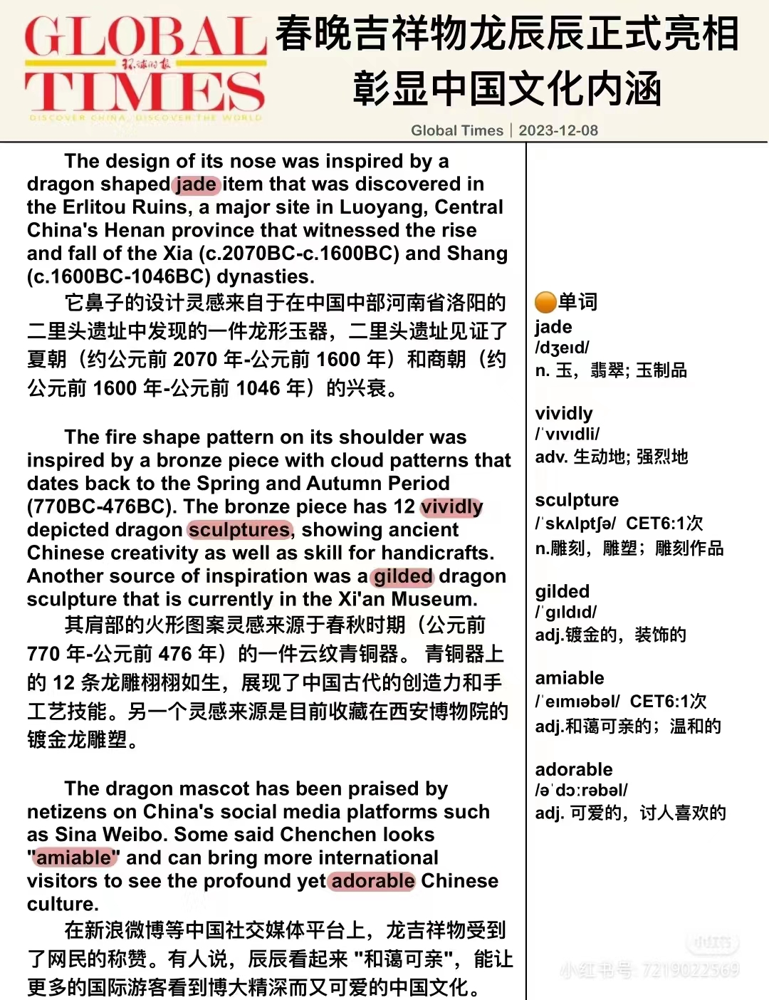 GLOBAL
环球时报
TIMES
DISCOVER CHINA, DISCOVER THE WORLD
春晚吉祥物龙辰辰正式亮相
彰显中国文化内涵
Global Times｜2023-12-08
The design of its nose was inspired by a
dragon shaped jade item that was discovered in
the Erlitou Ruins, a major site in Luoyang, Central
China's Henan province that witnessed the rise
and fall of the Xia (c.2070BC-c.1600BC) and Shang
(c.1600BC-1046BC) dynasties.
它鼻子的设计灵感来自于在中国中部河南省洛阳的
二里头遗址中发现的一件龙形玉器，二里头遗址见证了
夏朝（约公元前 2070 年-公元前 1600 年）和商朝（约
公元前 1600 年-公元前 1046 年）的兴衰。
The fire shape pattern on its shoulder was
inspired by a bronze piece with cloud patterns that
dates back to the Spring and Autumn Period
(770BC-476BC). The bronze piece has 12 vividly
depicted dragon sculptures, showing ancient
Chinese creativity as well as skill for handicrafts.
Another source of inspiration was a gilded dragon
sculpture that is currently in the Xi'an Museum.
其肩部的火形图案灵感来源于春秋时期（公元前
770 年-公元前 476 年）的一件云纹青铜器。 青铜器上
的 12 条龙雕栩栩如生，展现了中国古代的创造力和手
工艺技能。另一个灵感来源是目前收藏在西安博物院的
镀金龙雕塑。
The dragon mascot has been praised by
netizens on China's social media platforms such
as Sina Weibo. Some said Chenchen looks
"amiable" and can bring more international
visitors to see the profound yet adorable Chinese
culture.
在新浪微博等中国社交媒体平台上，龙吉祥物受到
了网民的称赞。有人说，辰辰看起来 "和蔼可亲"，能让
更多的国际游客看到博大精深而又可爱的中国文化。
单词
jade
/dʒeɪd/
n. 玉，翡翠; 玉制品
vividly
/ˈvɪvɪdli/
adv. 生动地; 强烈地
sculpture
/ˈskʌlptʃə/ CET6:1次
n.雕刻，雕塑；雕刻作品
gilded
/ˈɡɪldɪd/
adj.镀金的，装饰的
amiable
/ˈeɪmɪəbəl/ CET6:1次
adj.和蔼可亲的；温和的
adorable
/əˈdɔːrəbəl/
adj. 可爱的，讨人喜欢的
小红书
小红书号: 7219022569